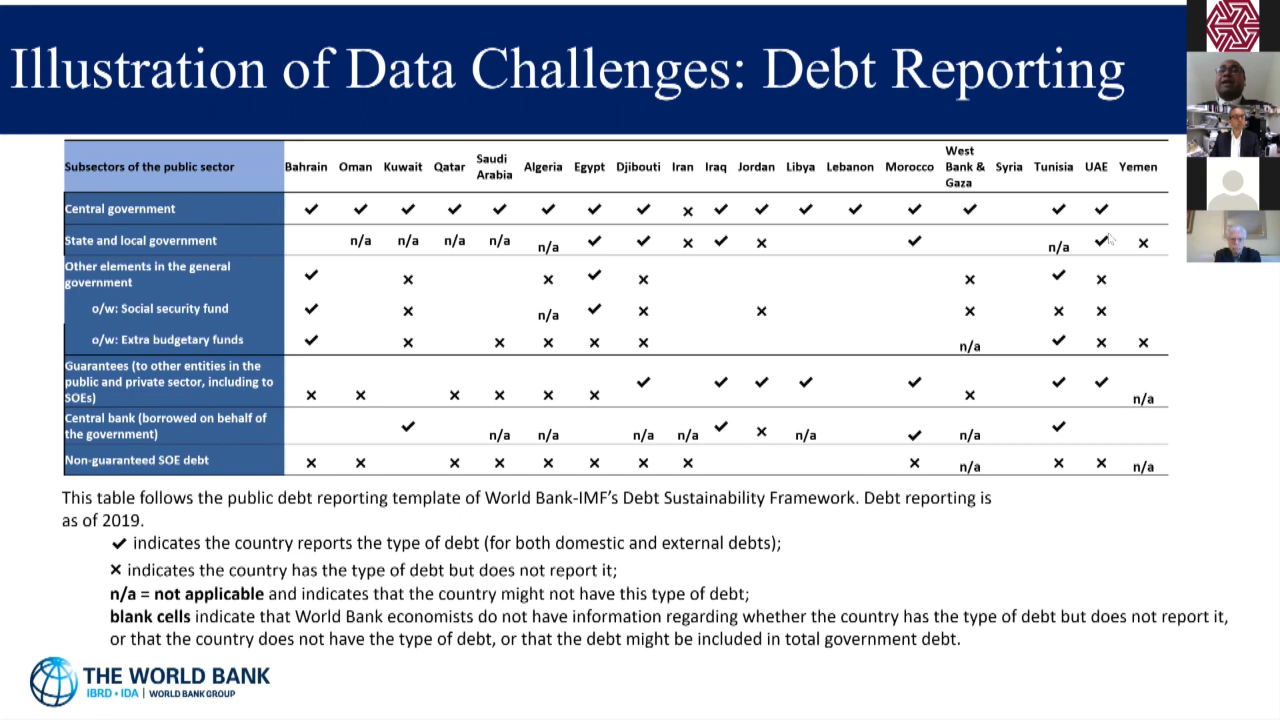 Illustration of Data Challenges: Debt Reporting
Subsectors of the public sector Bahrain Oman Kuwait Qatar Saudi Arabia Algeria Egypt Djibouti Iran Iraq Jordan Libya Lebanon Morocco West Bank & Gaza Syria Tunisia UAE Yemen
Central government ✓ ✓ ✓ ✓ ✓ ✓ ✓ ✓ × ✓ ✓ ✓ ✓ ✓ ✓ ✓ ✓
State and local government n/a n/a n/a n/a n/a ✓ ✓ × ✓ × ✓ n/a ✓ ×
Other elements in the general
government ✓ × × ✓ × × ✓ ×
o/w: Social security fund ✓ × n/a ✓ × × × × ×
o/w: Extra budgetary funds ✓ × × × × × n/a ✓ × ×
Guarantees (to other entities in the
public and private sector, including to
SOEs) × × × × × × ✓ ✓ ✓ ✓ ✓ × ✓ ✓ n/a
Central bank (borrowed on behalf of
the government) ✓ n/a n/a n/a n/a ✓ × n/a ✓ n/a ✓
Non-guaranteed SOE debt × × × × × × × × × n/a × × n/a
This table follows the public debt reporting template of World Bank-IMF's Debt Sustainability Framework. Debt reporting is
as of 2019.
✓ indicates the country reports the type of debt (for both domestic and external debts);
× indicates the country has the type of debt but does not report it;
n/a = not applicable and indicates that the country might not have this type of debt;
blank cells indicate that World Bank economists do not have information regarding whether the country has the type of debt but does not report it,
or that the country does not have the type of debt, or that the debt might be included in total government debt.
THE WORLD BANK
IBRD • IDA | WORLD BANK GROUP